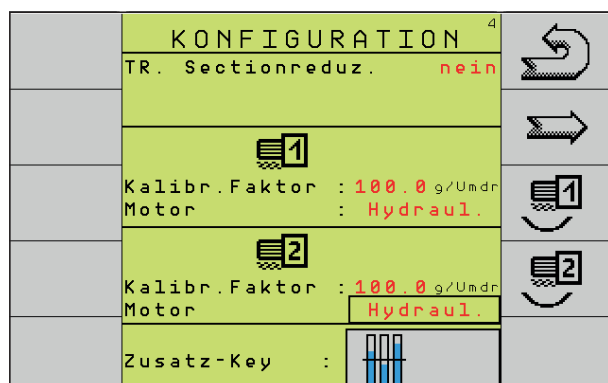 KONFIGURATION 4
TR. Sectionreduz. nein
1
Kalibr.Faktor : 100.0 g/Umdr
Motor : Hydraul.
2
Kalibr.Faktor : 100.0 g/Umdr
Motor Hydraul.
Zusatz-Key :
1
2